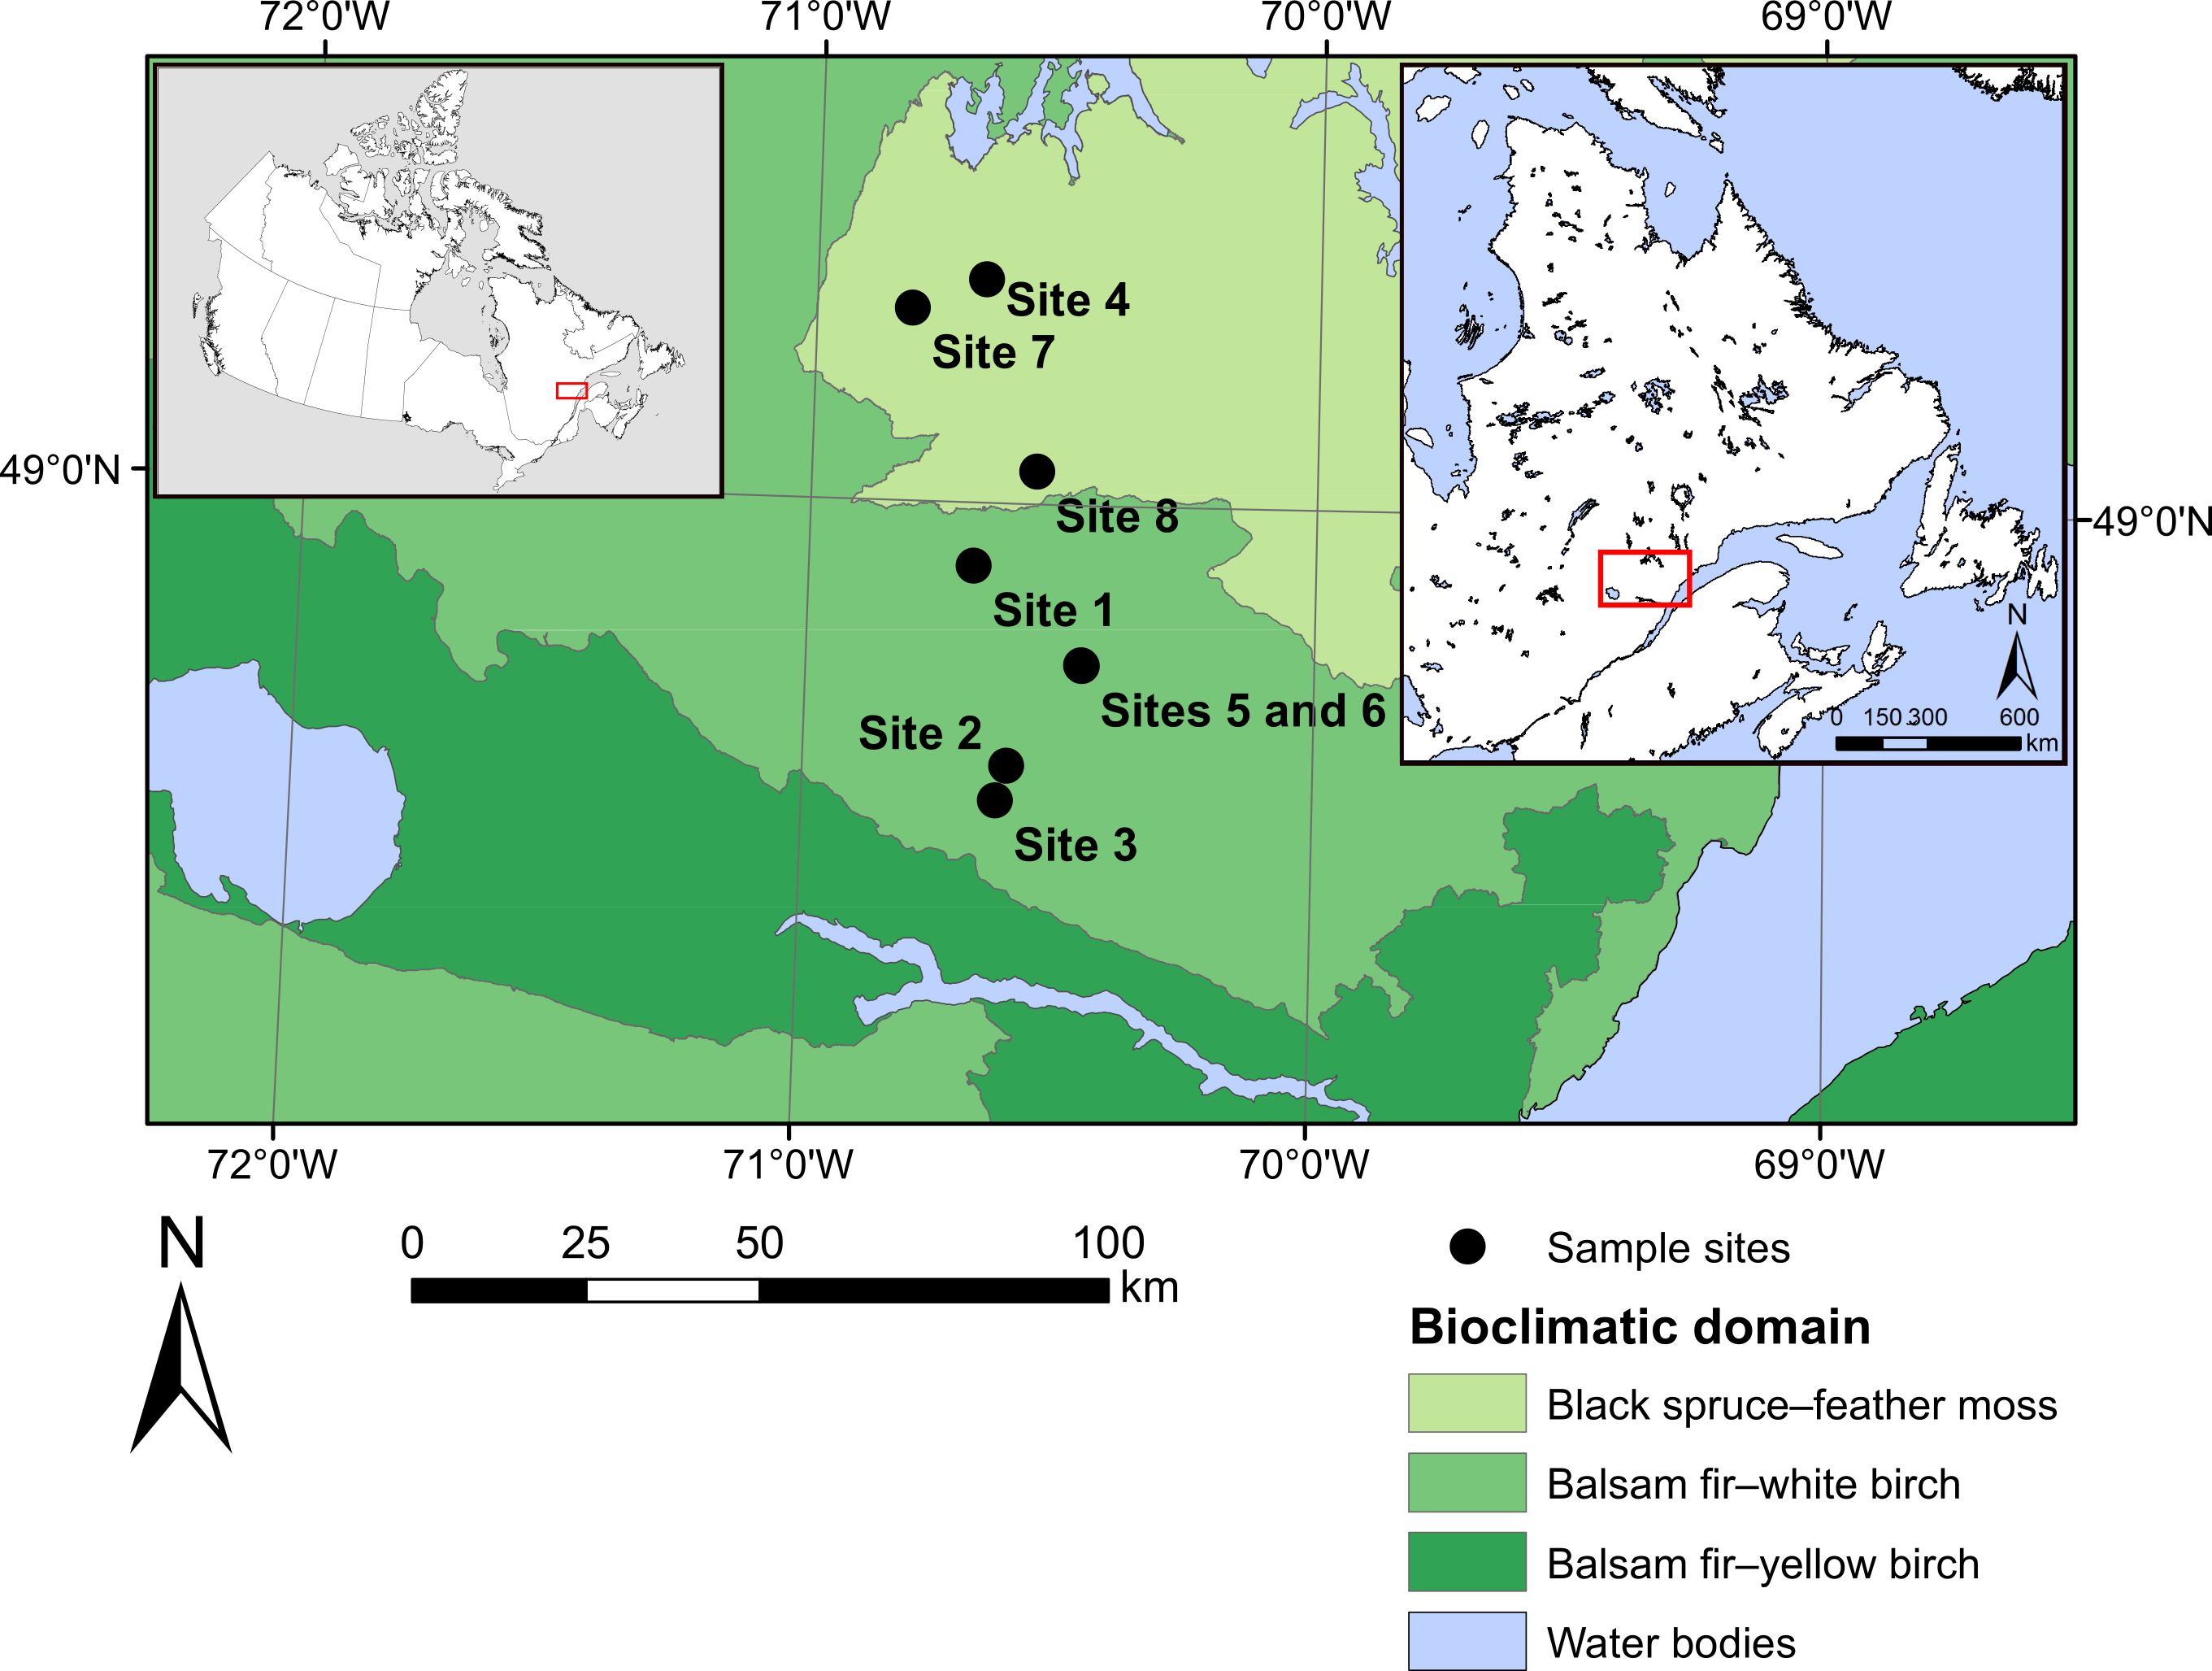 72°0'W 71°0'W 70°0'W 69°0'W
Site 4
Site 7
49°0'N
Site 8
49°0'N
Site 1
N
Sites 5 and 6
0 150 300 600
km
Site 2
Site 3
72°0'W 71°0'W 70°0'W 69°0'W
N
0 25 50 100
km
Sample sites
Bioclimatic domain
Black spruce–feather moss
Balsam fir–white birch
Balsam fir–yellow birch
Water bodies